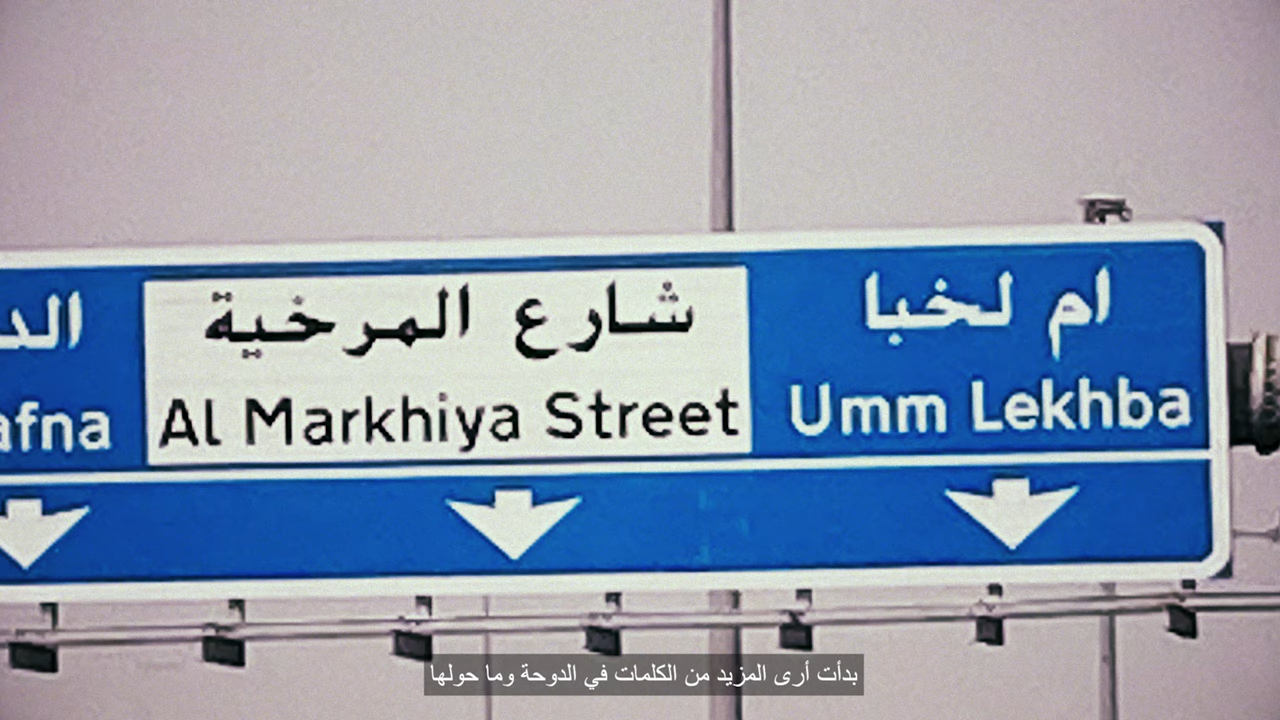 ام لخبا
Umm Lekhba
شارع المرخية
Al Markhiya Street
بدأت أرى المزيد من الكلمات في الدوحة وما حولها